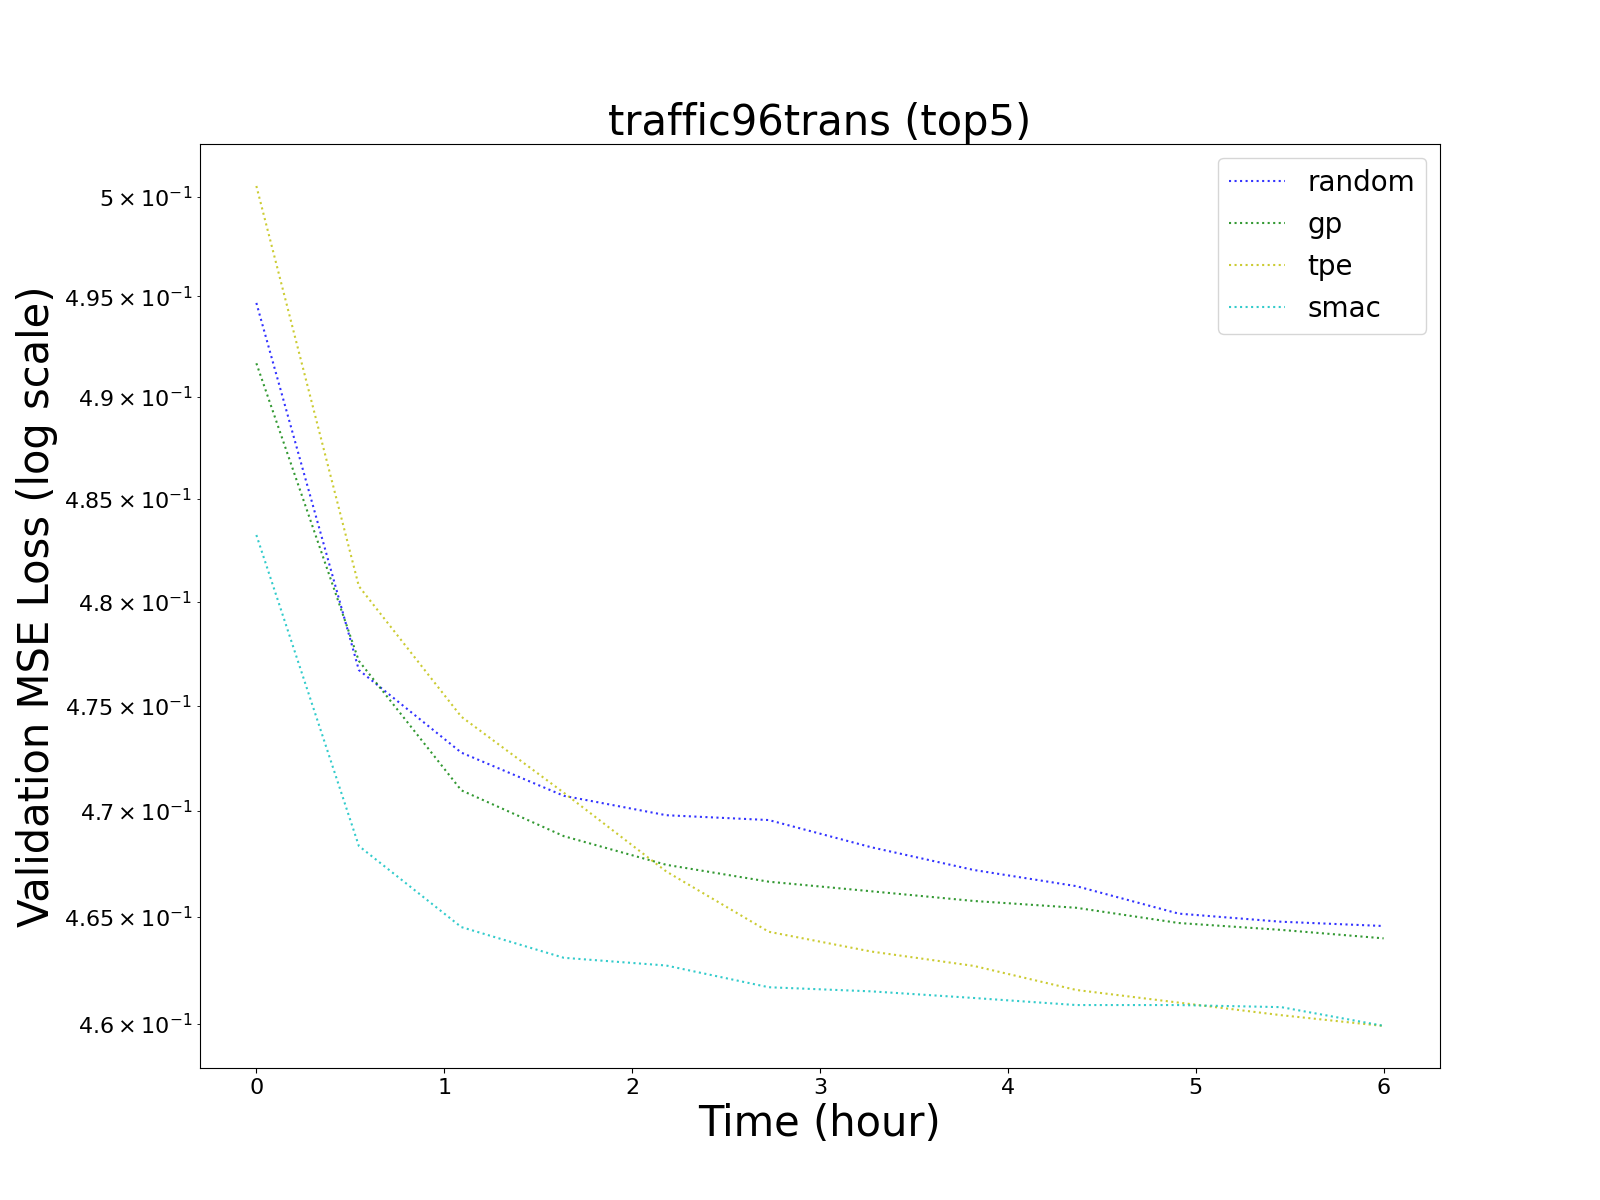 traffic96trans (top5)
random
gp
tpe
smac
Validation MSE Loss (log scale)
5 × 10⁻¹
4.95 × 10⁻¹
4.9 × 10⁻¹
4.85 × 10⁻¹
4.8 × 10⁻¹
4.75 × 10⁻¹
4.7 × 10⁻¹
4.65 × 10⁻¹
4.6 × 10⁻¹
0 1 2 3 4 5 6
Time (hour)